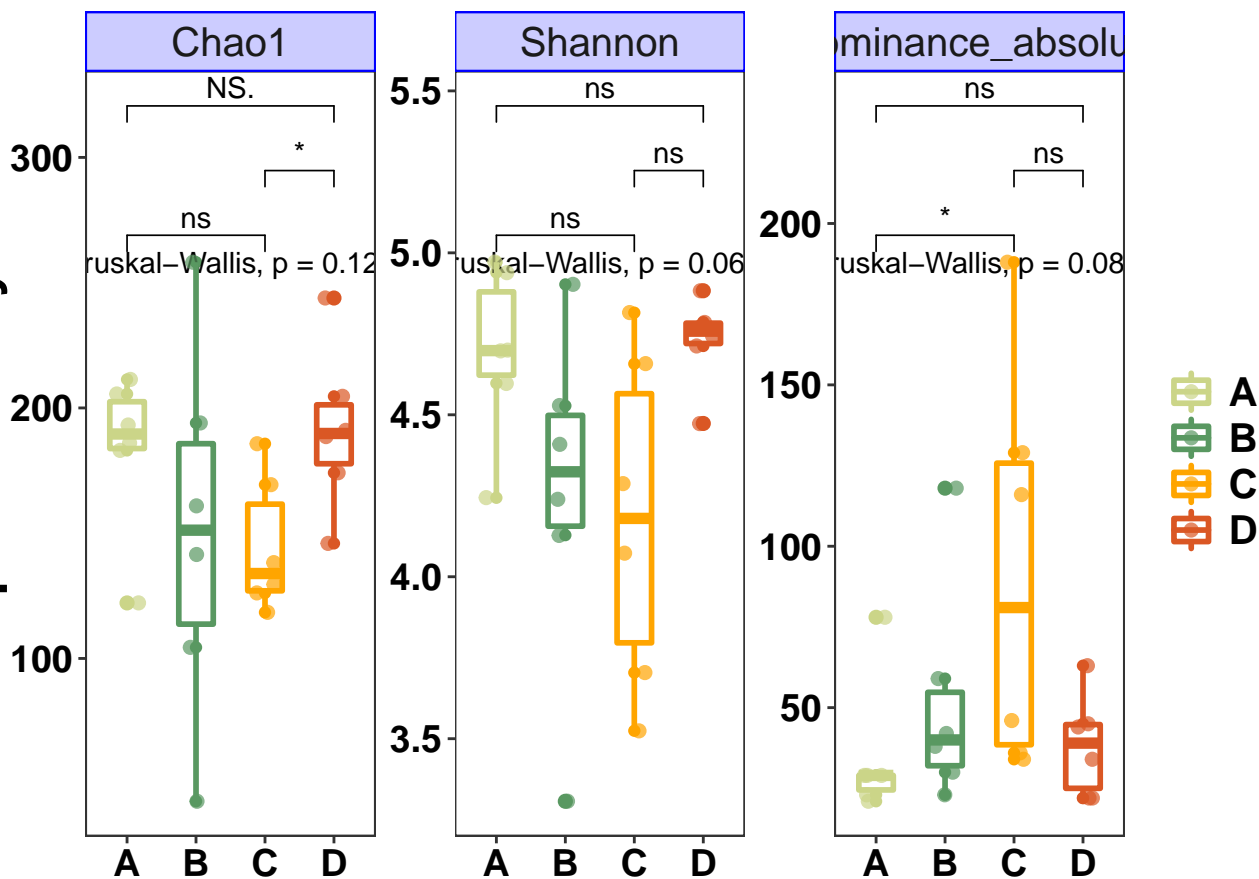 Chao1
Shannon
ominance_absolu
NS.
*
ns
ruskal−Wallis, p = 0.12
300
200
100
A B C D
ns
ns
ns
ruskal−Wallis, p = 0.06
5.5
5.0
4.5
4.0
3.5
A B C D
ns
ns
*
ruskal−Wallis, p = 0.08
200
150
100
50
A B C D
A
B
C
D